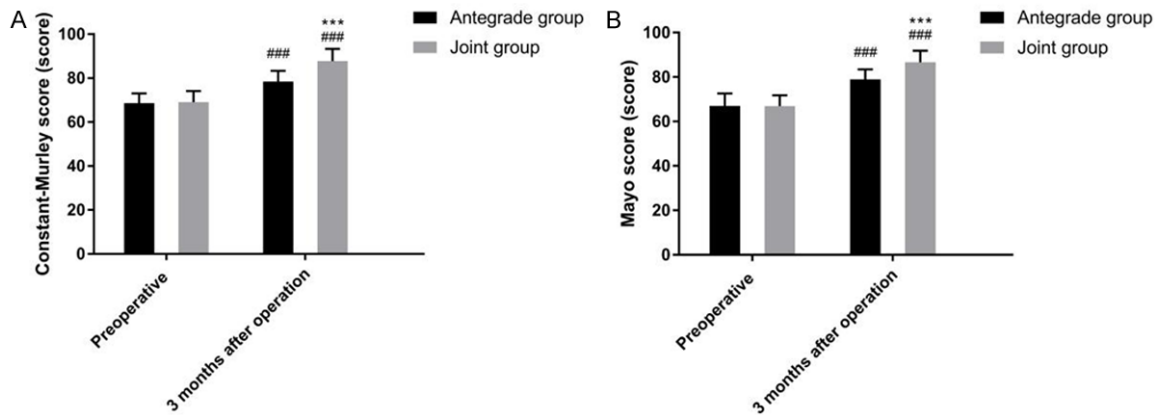 A
Constant-Murley score (score)
100
80
60
40
20
0
###
***
###
Antegrade group
Joint group
Preoperative
3 months after operation
B
Mayo score (score)
100
80
60
40
20
0
###
***
###
Antegrade group
Joint group
Preoperative
3 months after operation